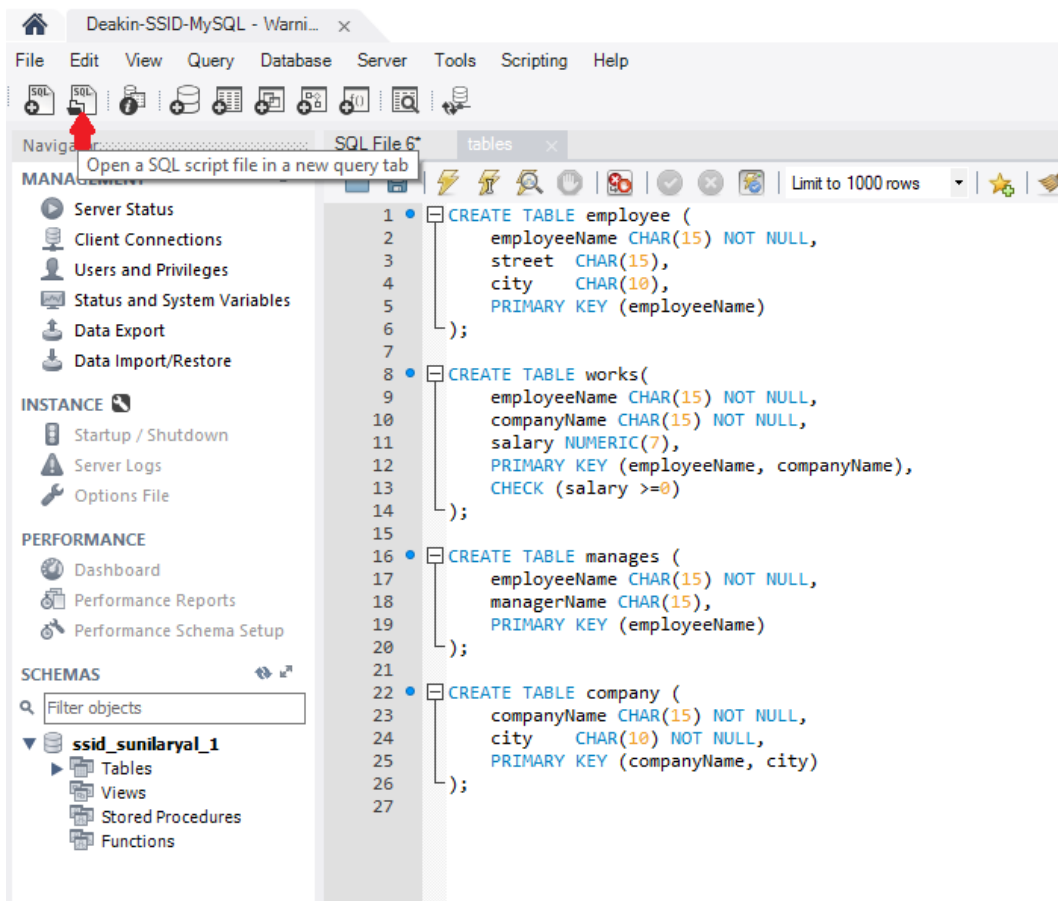 Deakin-SSID-MySQL - Warni... ×
File Edit View Query Database Server Tools Scripting Help
SQL SQL
SQL File 6* tables ×
Open a SQL script file in a new query tab
Server Status
Client Connections
Users and Privileges
Status and System Variables
Data Export
Data Import/Restore
INSTANCE
Startup / Shutdown
Server Logs
Options File
PERFORMANCE
Dashboard
Performance Reports
Performance Schema Setup
SCHEMAS
Filter objects
ssid_sunilaryal_1
Tables
Views
Stored Procedures
Functions
Limit to 1000 rows
1 CREATE TABLE employee (
2 employeeName CHAR(15) NOT NULL,
3 street CHAR(15),
4 city CHAR(10),
5 PRIMARY KEY (employeeName)
6 );
7
8 CREATE TABLE works(
9 employeeName CHAR(15) NOT NULL,
10 companyName CHAR(15) NOT NULL,
11 salary NUMERIC(7),
12 PRIMARY KEY (employeeName, companyName),
13 CHECK (salary >=0)
14 );
15
16 CREATE TABLE manages (
17 employeeName CHAR(15) NOT NULL,
18 managerName CHAR(15),
19 PRIMARY KEY (employeeName)
20 );
21
22 CREATE TABLE company (
23 companyName CHAR(15) NOT NULL,
24 city CHAR(10) NOT NULL,
25 PRIMARY KEY (companyName, city)
26 );
27